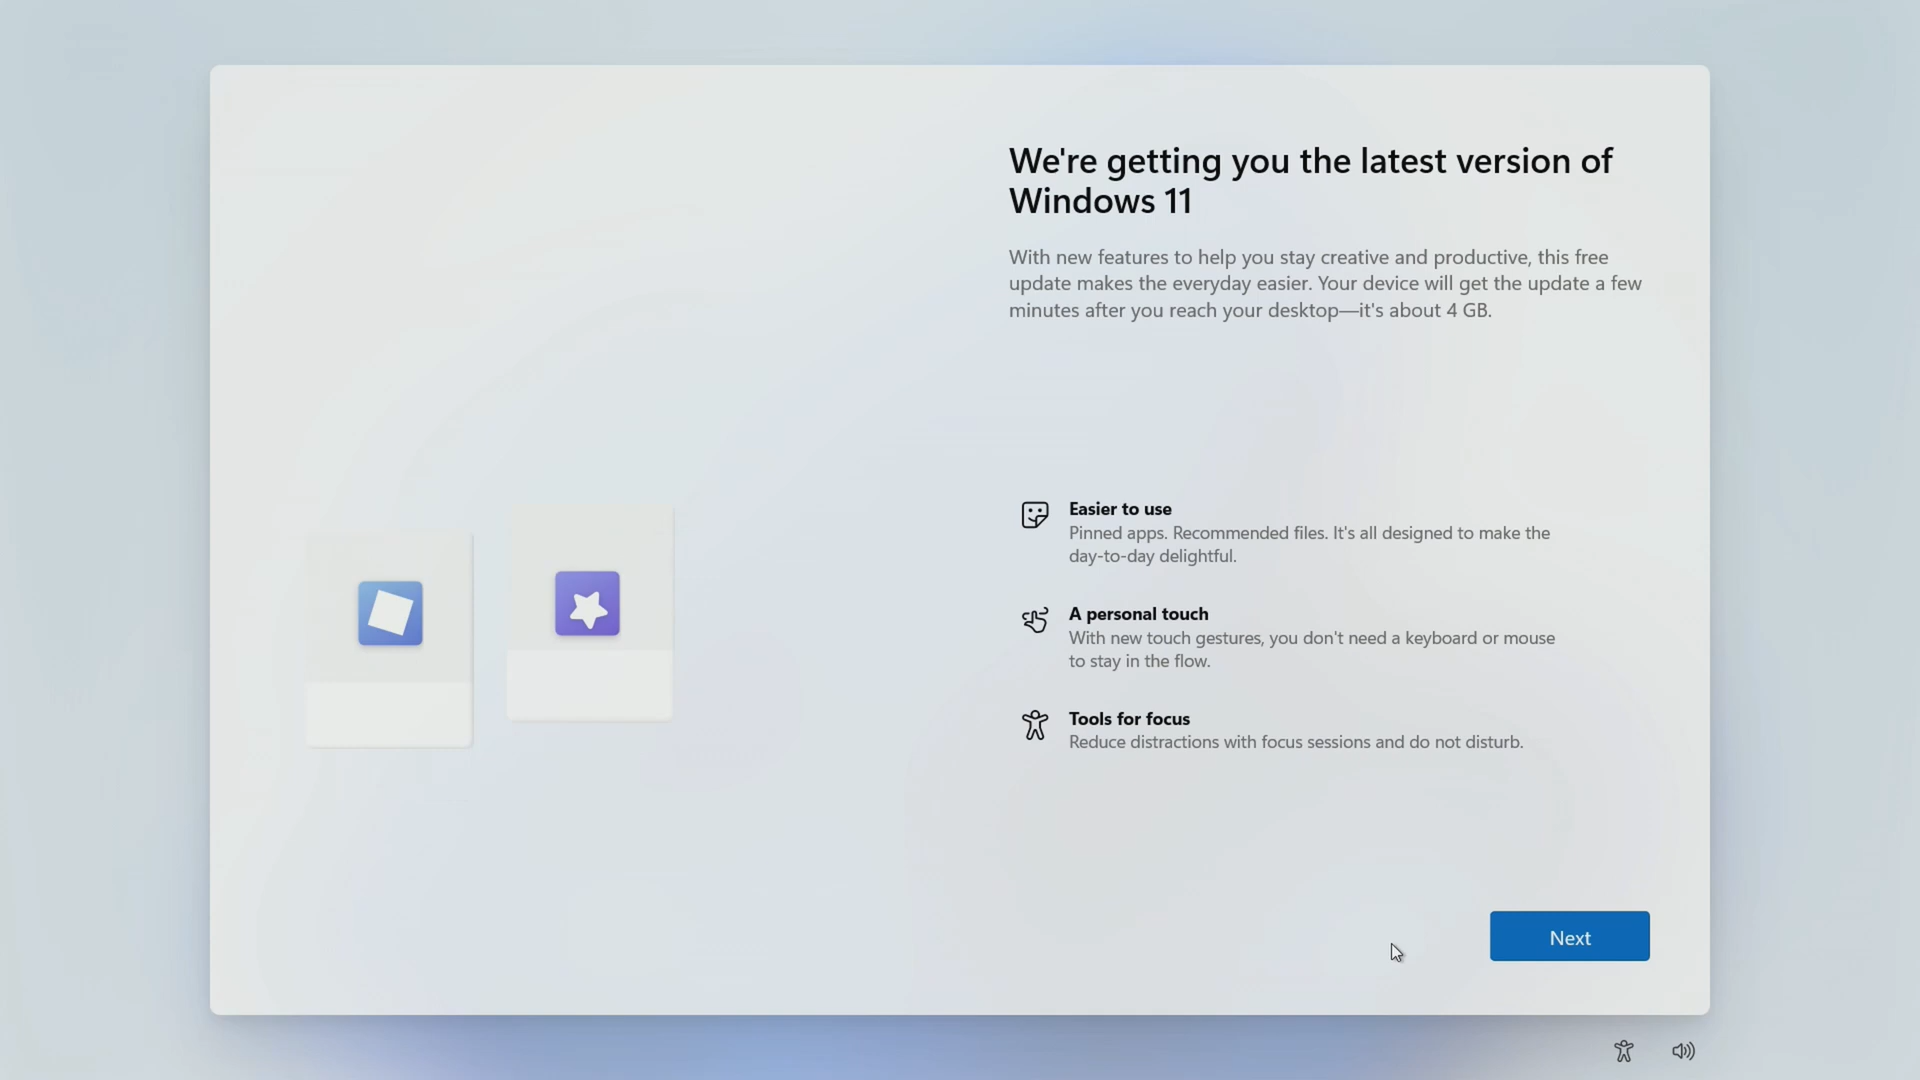 We're getting you the latest version of
Windows 11
With new features to help you stay creative and productive, this free
update makes the everyday easier. Your device will get the update a few
minutes after you reach your desktop—it's about 4 GB.
Easier to use
Pinned apps. Recommended files. It's all designed to make the
day-to-day delightful.
A personal touch
With new touch gestures, you don't need a keyboard or mouse
to stay in the flow.
Tools for focus
Reduce distractions with focus sessions and do not disturb.
Next